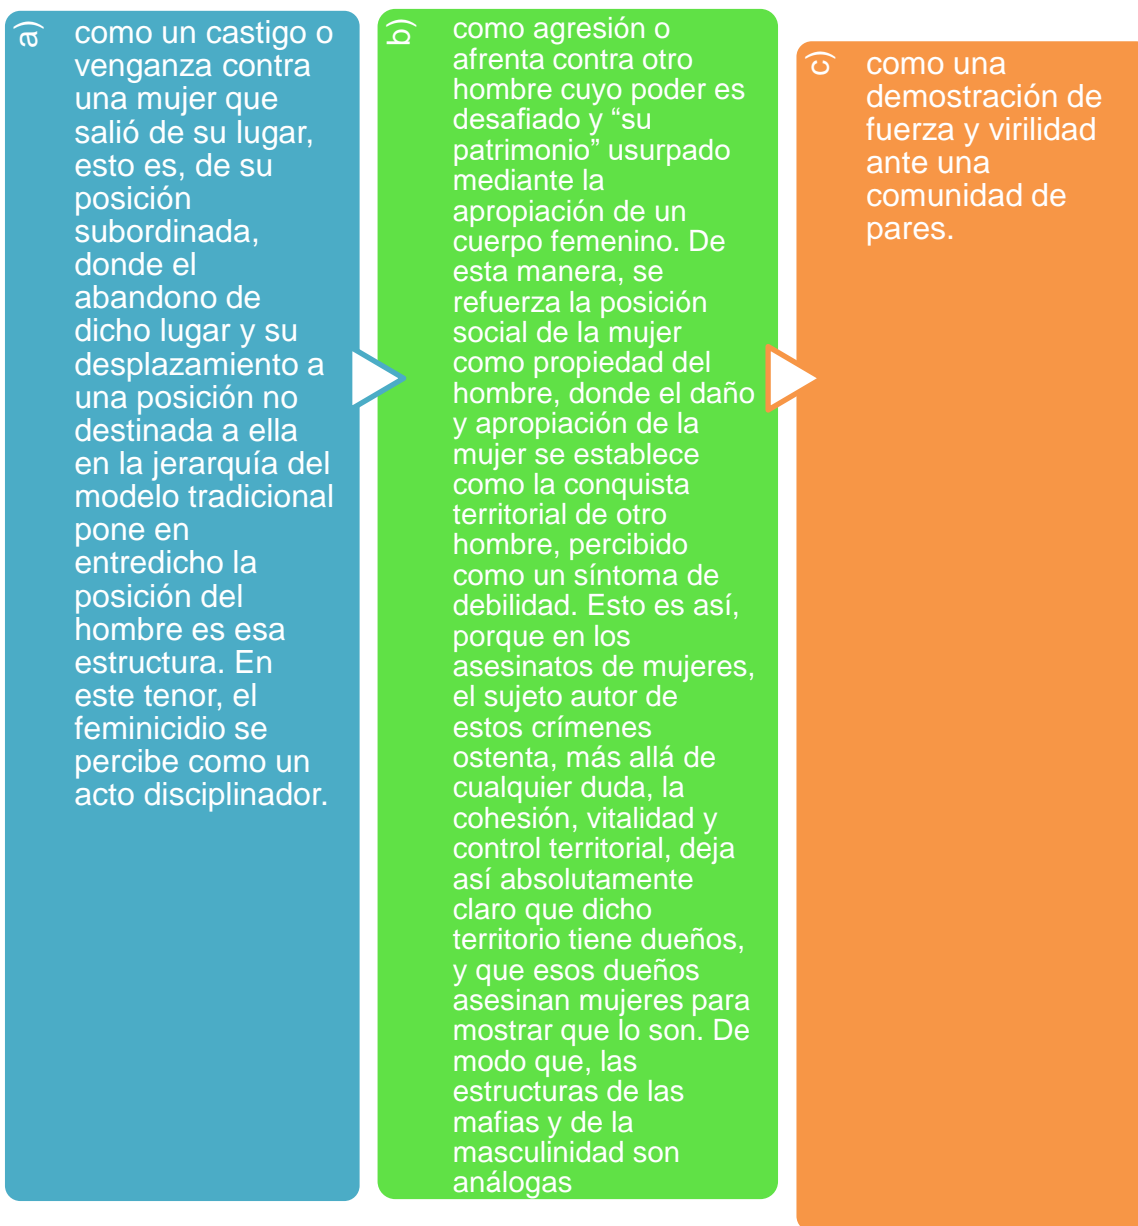 a)
como un castigo o
venganza contra
una mujer que
salió de su lugar,
esto es, de su
posición
subordinada,
donde el
abandono de
dicho lugar y su
desplazamiento a
una posición no
destinada a ella
en la jerarquía del
modelo tradicional
pone en
entredicho la
posición del
hombre es esa
estructura. En
este tenor, el
feminicidio se
percibe como un
acto disciplinador.
b)
como agresión o
afrenta contra otro
hombre cuyo poder es
desafiado y “su
patrimonio” usurpado
mediante la
apropiación de un
cuerpo femenino. De
esta manera, se
refuerza la posición
social de la mujer
como propiedad del
hombre, donde el daño
y apropiación de la
mujer se establece
como la conquista
territorial de otro
hombre, percibido
como un síntoma de
debilidad. Esto es así,
porque en los
asesinatos de mujeres,
el sujeto autor de
estos crímenes
ostenta, más allá de
cualquier duda, la
cohesión, vitalidad y
control territorial, deja
así absolutamente
claro que dicho
territorio tiene dueños,
y que esos dueños
asesinan mujeres para
mostrar que lo son. De
modo que, las
estructuras de las
mafias y de la
masculinidad son
análogas
c)
como una
demostración de
fuerza y virilidad
ante una
comunidad de
pares.